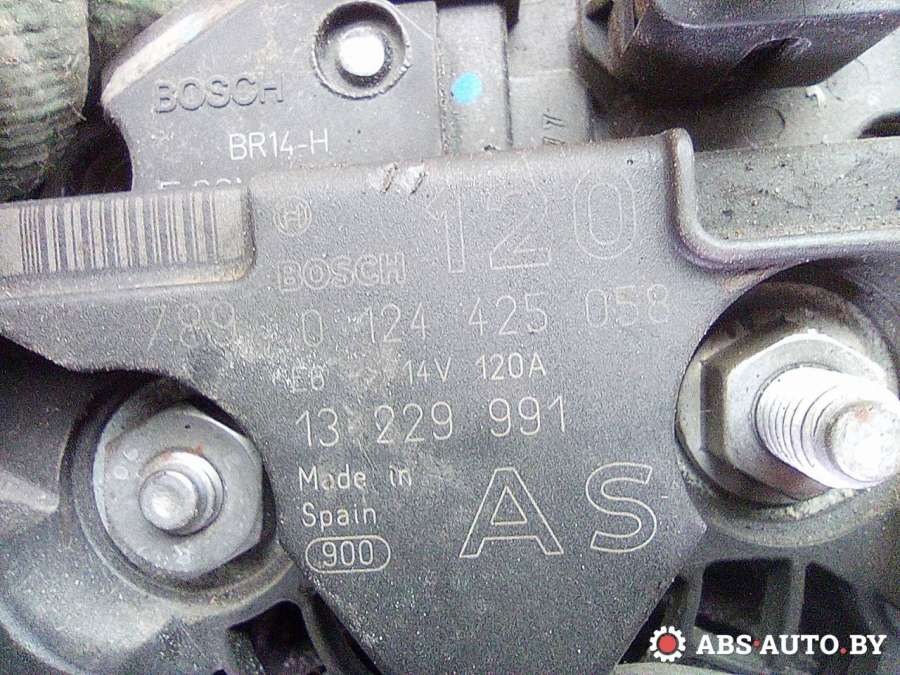 BOSCH
BR14-H
120
BOSCH
789 0 124 425 058
E8 14V 120A
13 229 991
Made in
Spain
900
AS
ABS-AUTO.BY